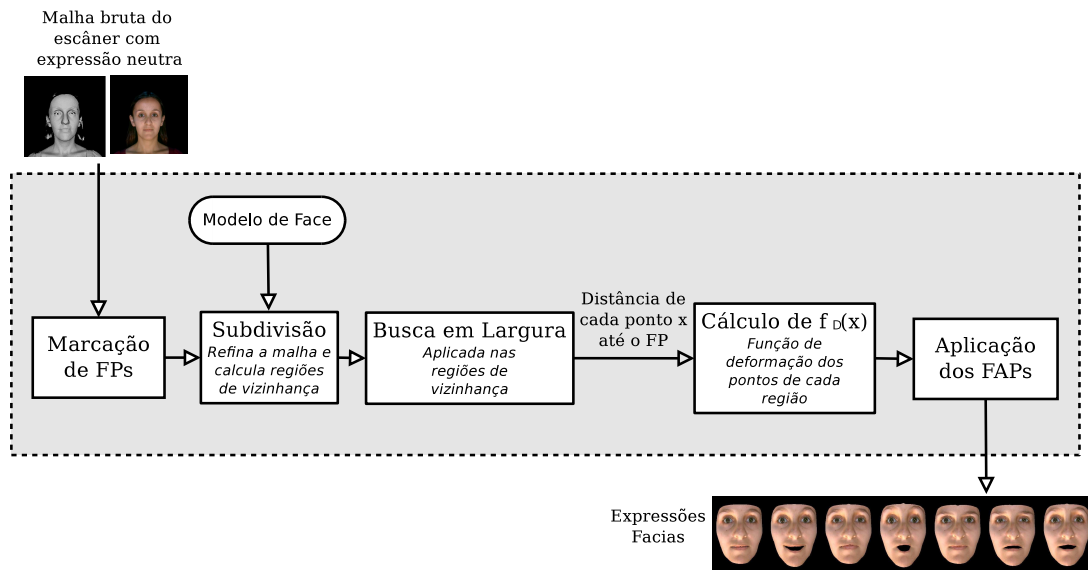 Malha bruta do
escâner com
expressão neutra
Modelo de Face
Marcação
de FPs
Subdivisão
Refina a malha e
calcula regiões
de vizinhança
Busca em Largura
Aplicada nas
regiões de
vizinhança
Distância de
cada ponto x
até o FP
Cálculo de f D(x)
Função de
deformação dos
pontos de cada
região
Aplicação
dos FAPs
Expressões
Facias